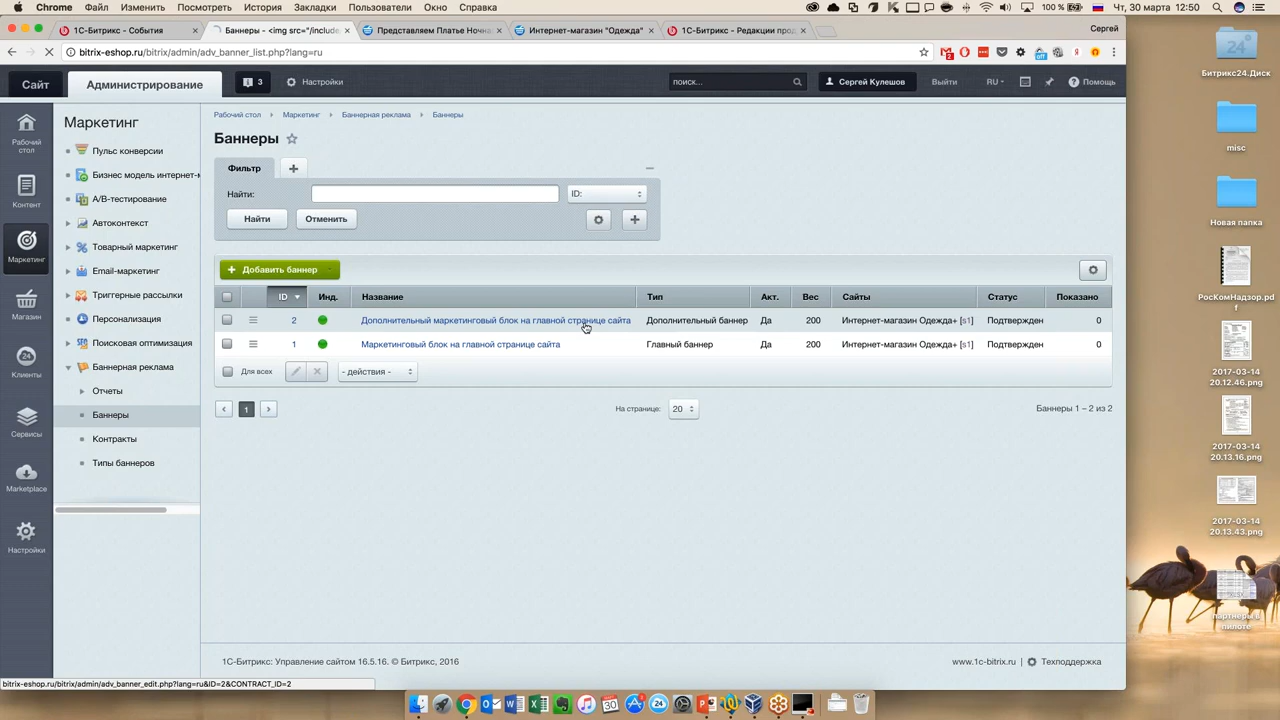 Chrome Файл Изменить Посмотреть История Закладки Пользователи Окно Справка 100 % Чт, 30 марта 12:50
1С-Битрикс - События Баннеры - <img src="/include Представляем Платье Ночна 1С-Битрикс - Редакции прод Интернет-магазин "Одежда" Сергей
bitrix-eshop.ru/bitrix/admin/adv_banner_list.php?lang=ru
Сайт Администрирование 3 Настройки поиск... Сергей Кулешов Выйти RU Помощь
Рабочий стол Маркетинг Баннерная реклама Баннеры
Баннеры
Фильтр
Найти: ID:
Найти Отменить
Добавить баннер
ID Инд. Название Тип Акт. Вес Сайты Статус Показано
2 Дополнительный маркетинговый блок на главной странице сайта Дополнительный баннер Да 200 Интернет-магазин Одежда+ [s1] Подтвержден 0
1 Маркетинговый блок на главной странице сайта Главный баннер Да 200 Интернет-магазин Одежда+ [s1] Подтвержден 0
Для всех - действия -
1 На странице: 20 Баннеры 1 – 2 из 2
Рабочий
стол
Контент
Маркетинг
Магазин
Клиенты
Сервисы
Marketplace
Настройки
Маркетинг
Пульс конверсии
Бизнес модель интернет-м
A/B-тестирование
Автоконтекст
Товарный маркетинг
Email-маркетинг
Триггерные рассылки
Персонализация
Поисковая оптимизация
Баннерная реклама
Отчеты
Баннеры
Контракты
Типы баннеров
1С-Битрикс: Управление сайтом 16.5.16. © Битрикс, 2016 www.1c-bitrix.ru Техподдержка
bitrix-eshop.ru/bitrix/admin/adv_banner_edit.php?lang=ru&ID=2&CONTRACT_ID=2
24
Битрикс24.Диск
misc
Новая папка
РосКомНадзор.pd
f
2017-03-14
20.12.46.png
2017-03-14
20.13.16.png
2017-03-14
20.13.43.png
партнеры в
пилоте